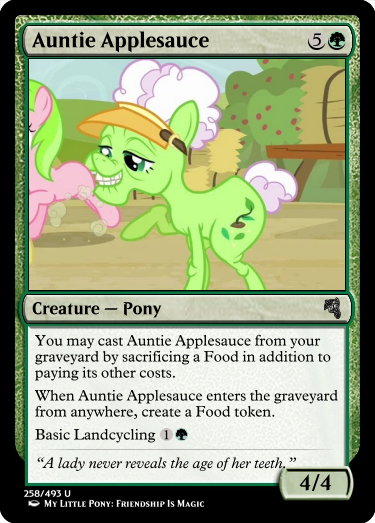 Auntie Applesauce 5
Creature — Pony
You may cast Auntie Applesauce from your
graveyard by sacrificing a Food in addition to
paying its other costs.
When Auntie Applesauce enters the graveyard
from anywhere, create a Food token.
Basic Landcycling 1
“A lady never reveals the age of her teeth.”
4/4
258/493 U
My Little Pony: Friendship Is Magic